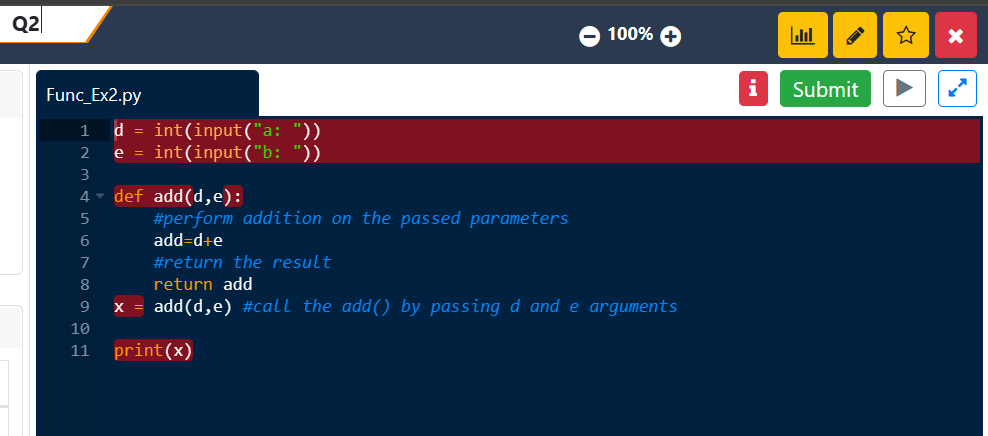 Q2
100%
Func_Ex2.py
Submit
1 d = int(input("a: "))
2 e = int(input("b: "))
3
4 def add(d,e):
5     #perform addition on the passed parameters
6     add=d+e
7     #return the result
8     return add
9 x = add(d,e) #call the add() by passing d and e arguments
10
11 print(x)